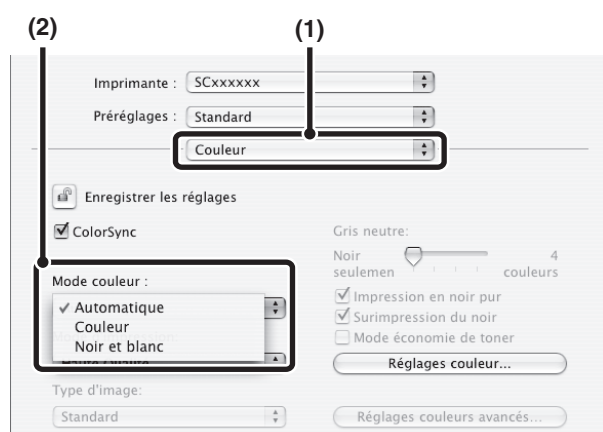 (2) (1)
Imprimante : SCxxxxxx
Préréglages : Standard
Couleur
Enregistrer les réglages
ColorSync
Mode couleur :
Automatique
Couleur
Noir et blanc
Type d'image:
Standard
Gris neutre:
Noir
seulemen
4
couleurs
Impression en noir pur
Surimpression du noir
Mode économie de toner
Réglages couleur...
Réglages couleurs avancés...